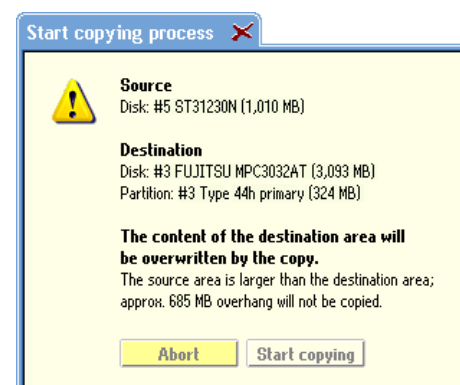 Start copying process
Source
Disk: #5 ST31230N (1,010 MB)
Destination
Disk: #3 FUJITSU MPC3032AT (3,093 MB)
Partition: #3 Type 44h primary (324 MB)
The content of the destination area will
be overwritten by the copy.
The source area is larger than the destination area;
approx. 685 MB overhang will not be copied.
Abort
Start copying